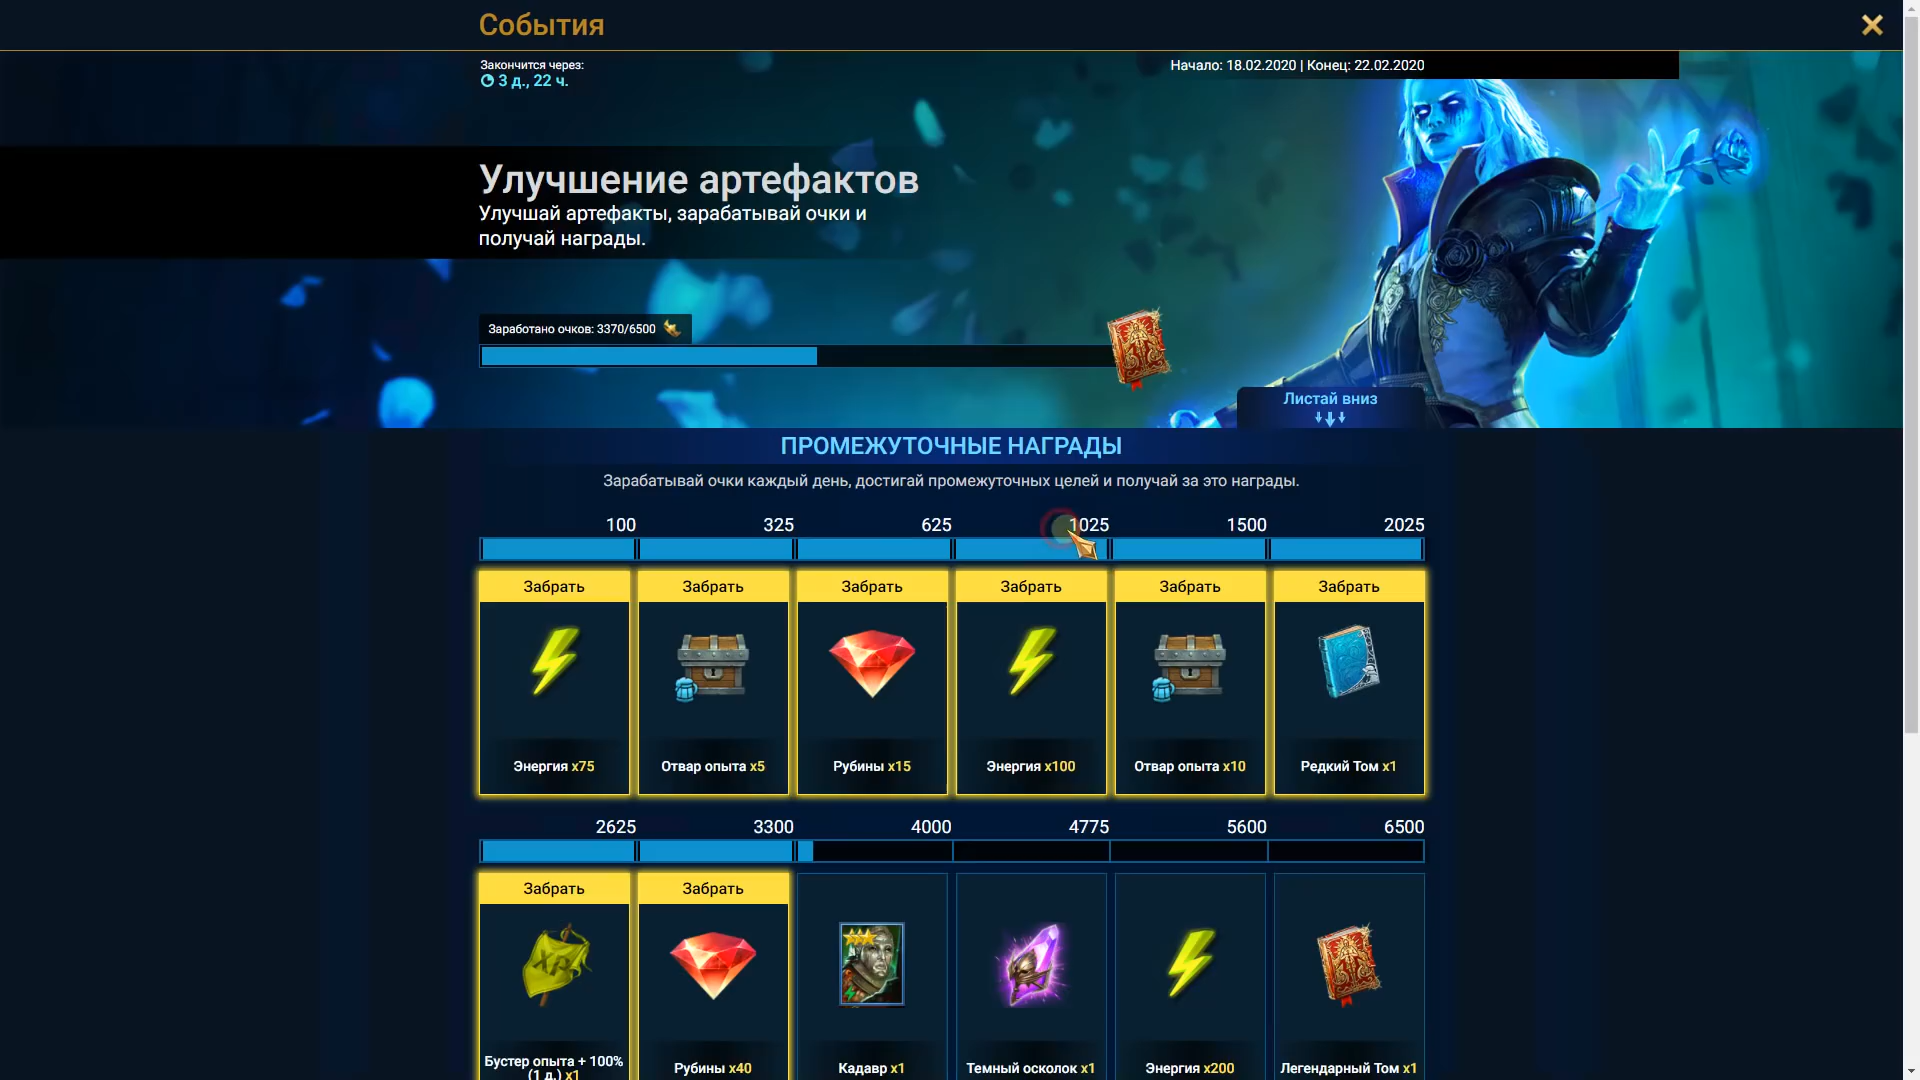 События
Закончится через:
3 д., 22 ч.
Начало: 18.02.2020 | Конец: 22.02.2020
Улучшение артефактов
Улучшай артефакты, зарабатывай очки и
получай награды.
Заработано очков: 3370/6500
Листай вниз
ПРОМЕЖУТОЧНЫЕ НАГРАДЫ
Зарабатывай очки каждый день, достигай промежуточных целей и получай за это награды.
100 325 625 1025 1500 2025
Забрать Забрать Забрать Забрать Забрать Забрать
Энергия x75 Отвар опыта x5 Рубины x15 Энергия x100 Отвар опыта x10 Редкий Том x1
2625 3300 4000 4775 5600 6500
Забрать Забрать
XP
Бустер опыта + 100%
(1 д.) x1 Рубины x40 Кадавр x1 Темный осколок x1 Энергия x200 Легендарный Том x1